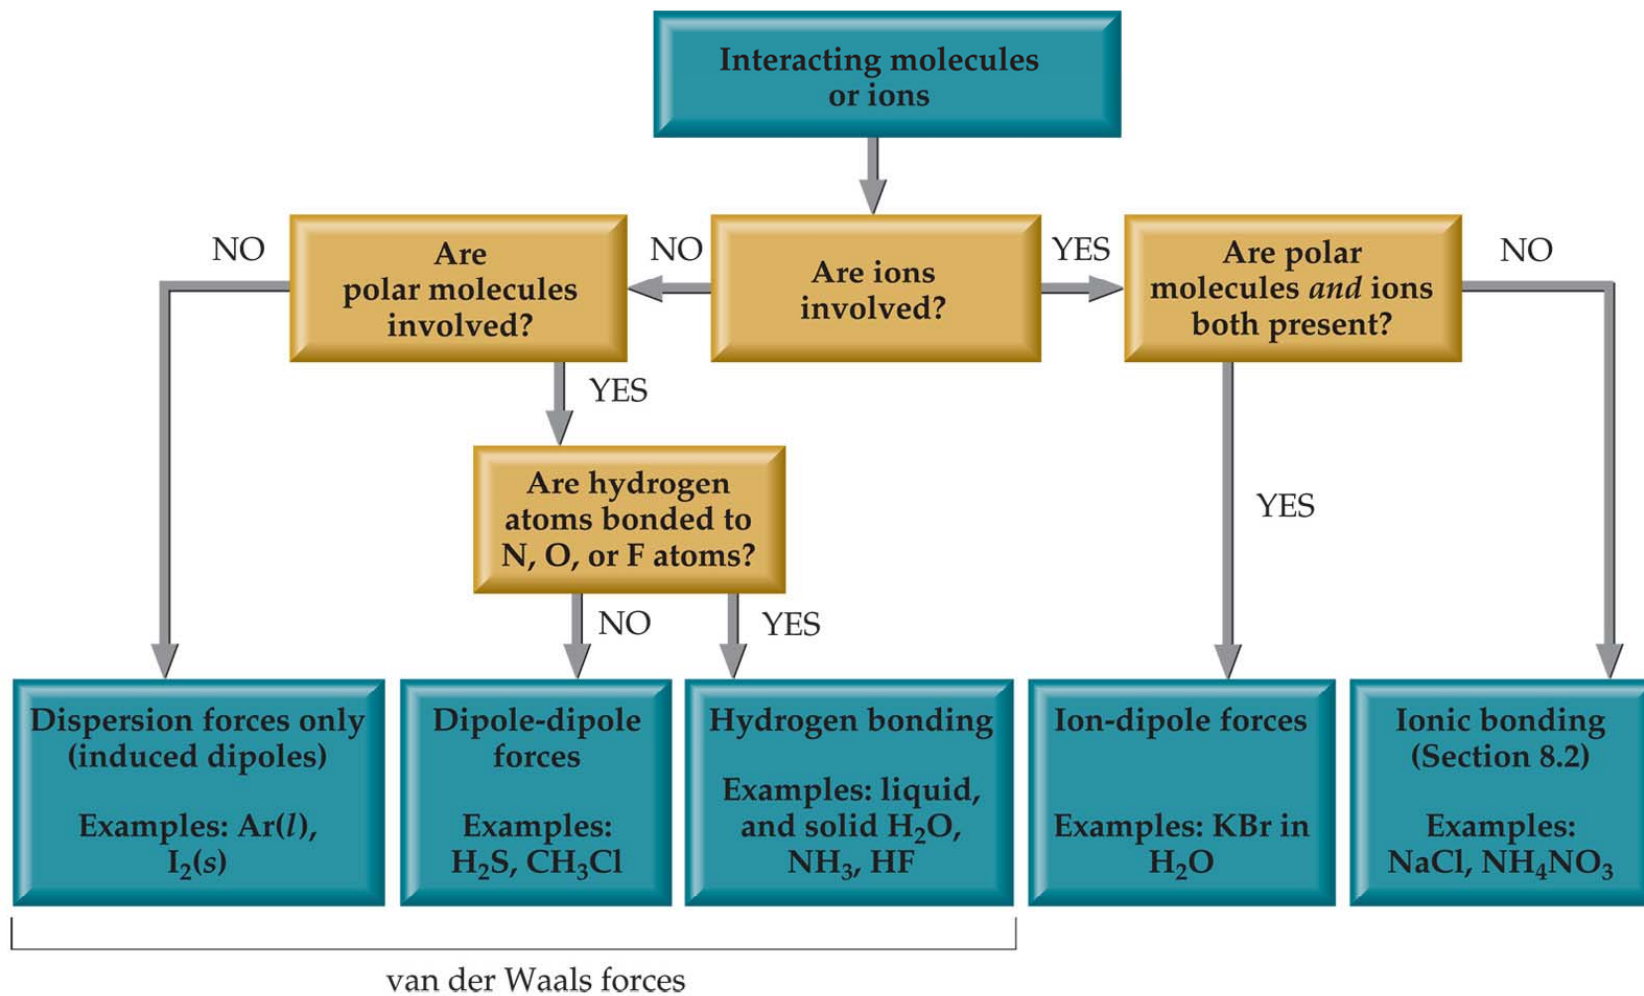 Interacting molecules
or ions
NO
Are
polar molecules
involved?
NO
Are ions
involved?
YES
Are polar
molecules and ions
both present?
NO
YES
Are hydrogen
atoms bonded to
N, O, or F atoms?
YES
NO
YES
Dispersion forces only
(induced dipoles)
Examples: Ar(l),
I₂(s)
Dipole-dipole
forces
Examples:
H₂S, CH₃Cl
Hydrogen bonding
Examples: liquid,
and solid H₂O,
NH₃, HF
Ion-dipole forces
Examples: KBr in
H₂O
Ionic bonding
(Section 8.2)
Examples:
NaCl, NH₄NO₃
van der Waals forces